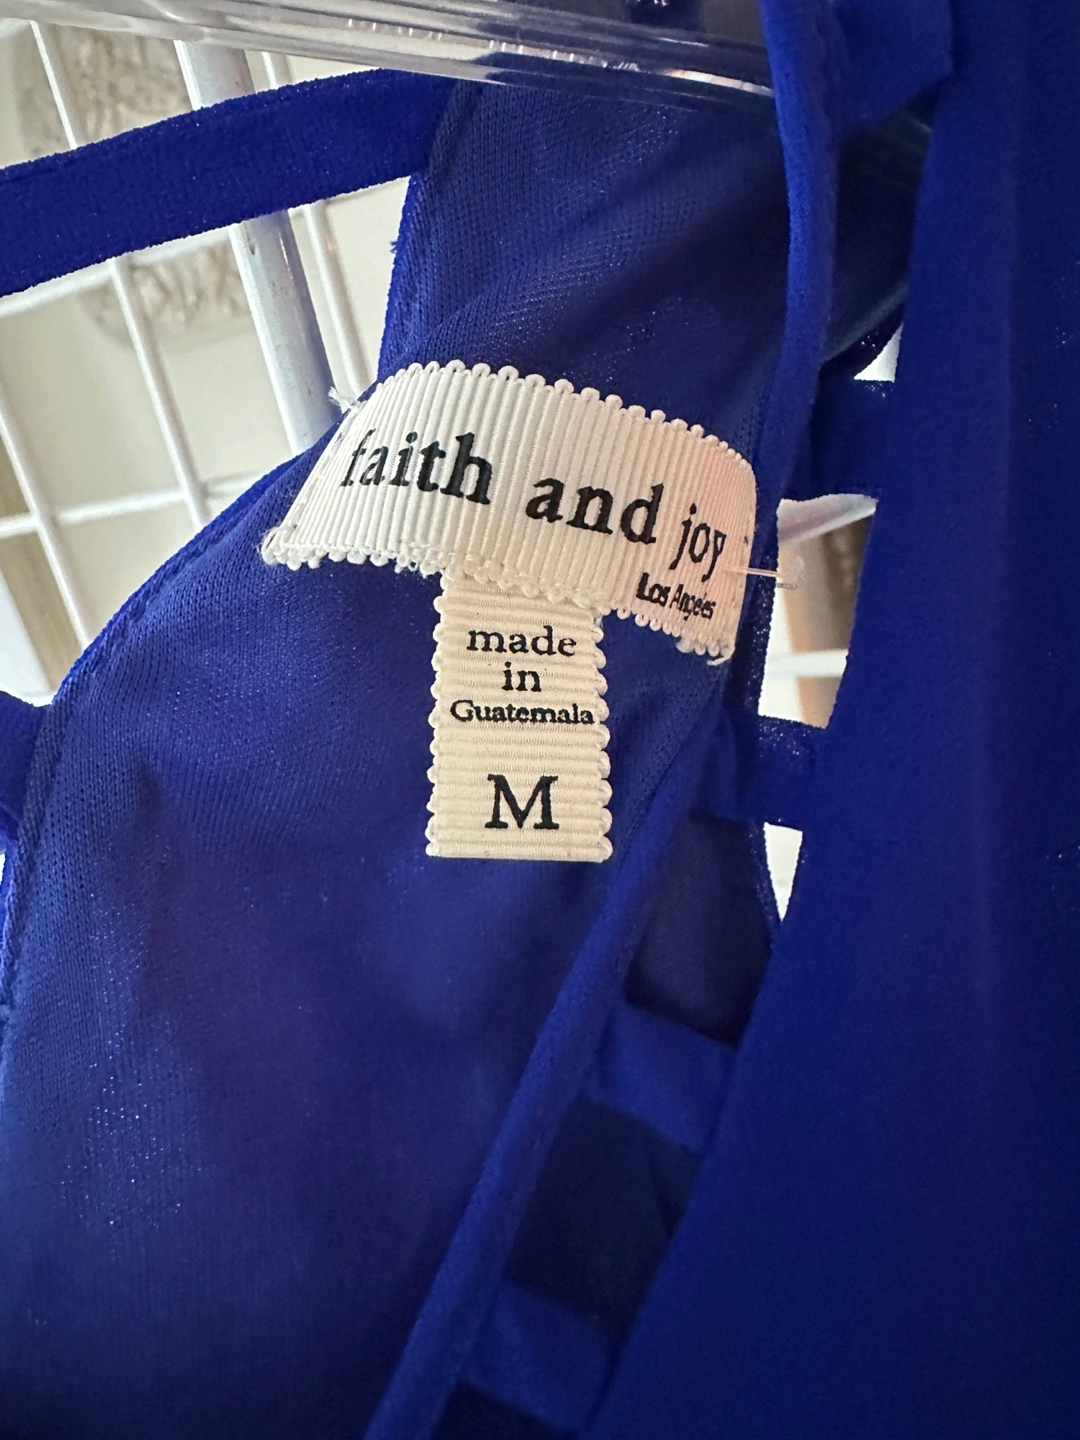 faith and joy
Los Angeles
made
in
Guatemala
M